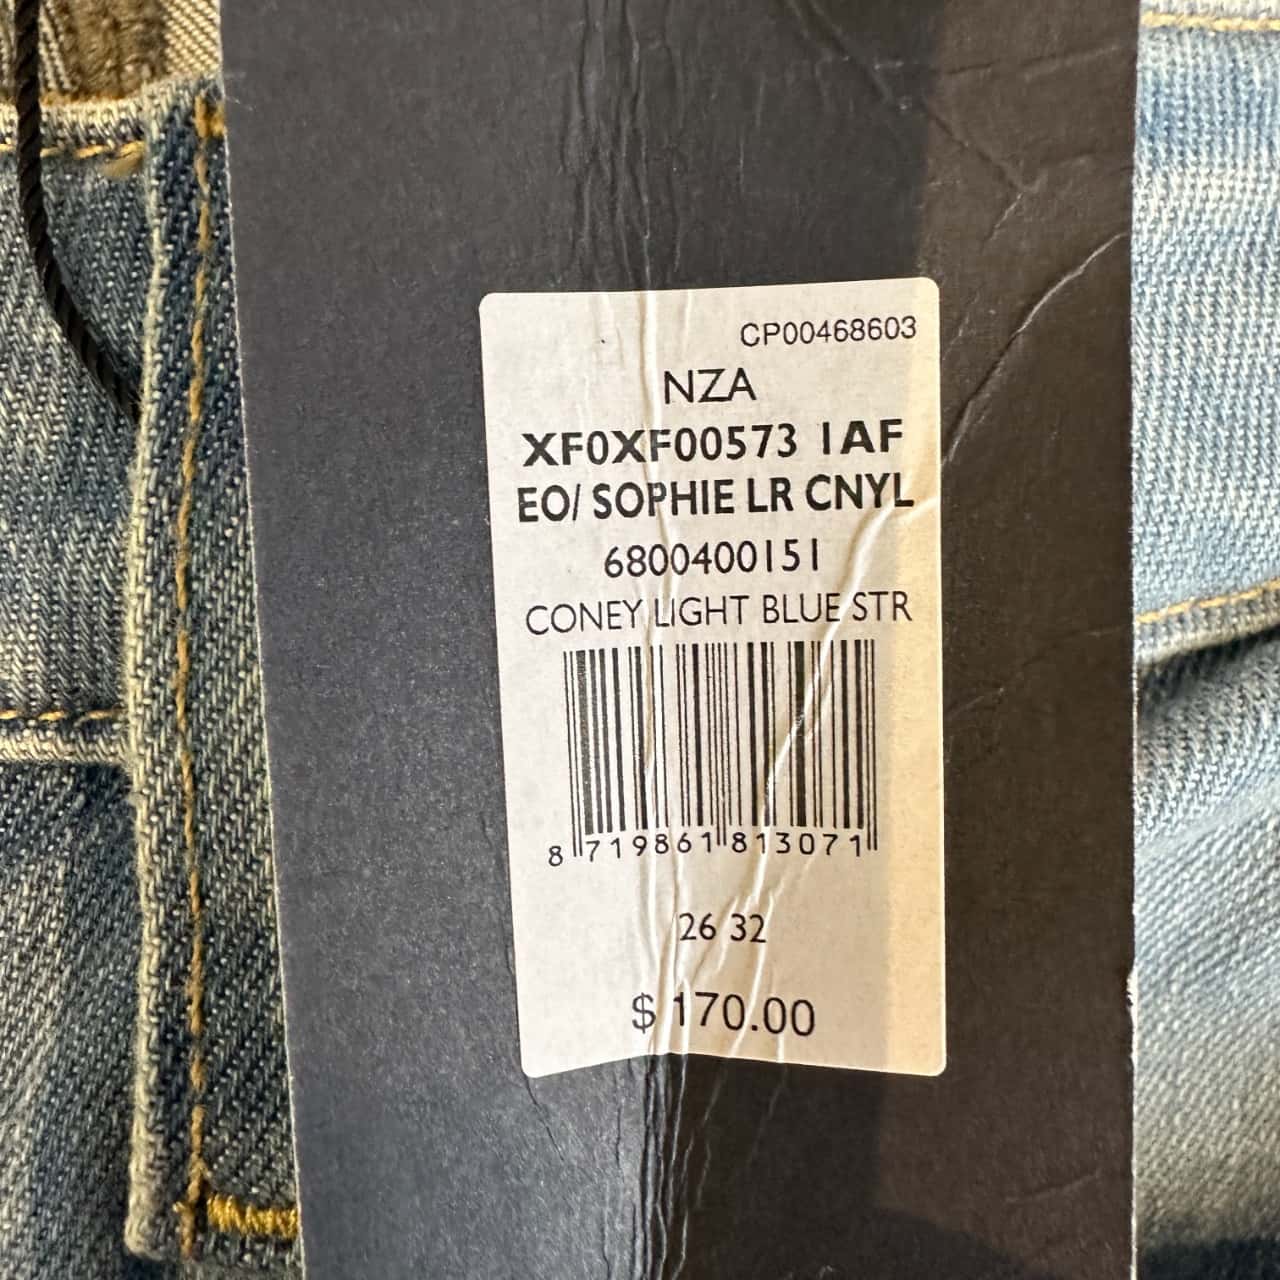 CP00468603
NZA
XF0XF00573 1AF
EO/ SOPHIE LR CNYL
6800400151
CONEY LIGHT BLUE STR
8 719861 813071
26 32
$ 170.00